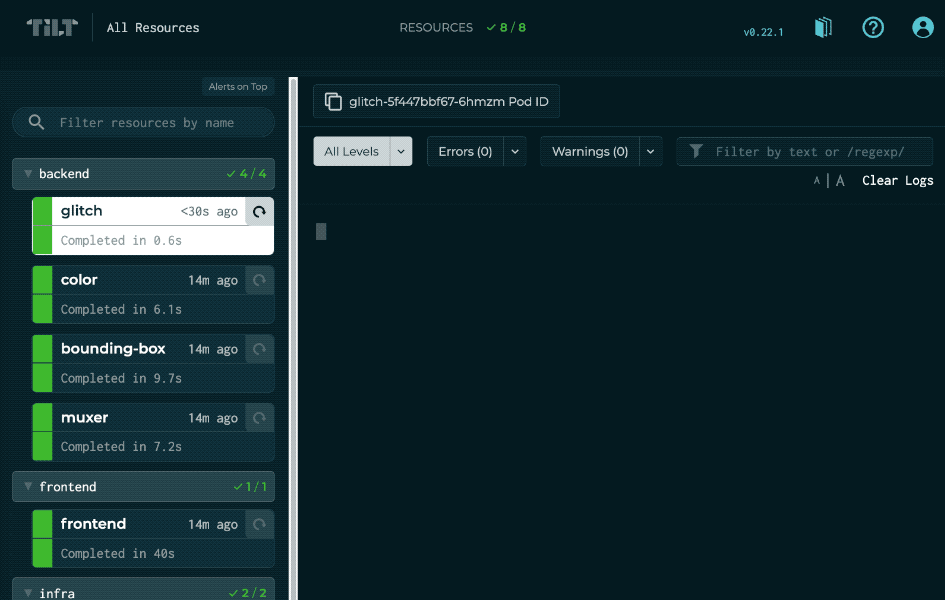 TILT
All Resources
RESOURCES 8 / 8
v0.22.1
Alerts on Top
Filter resources by name
backend 4 / 4
glitch <30s ago
Completed in 0.6s
color 14m ago
Completed in 6.1s
bounding-box 14m ago
Completed in 9.7s
muxer 14m ago
Completed in 7.2s
frontend 1 / 1
frontend 14m ago
Completed in 40s
infra 2 / 2
glitch-5f447bbf67-6hmzm Pod ID
All Levels Errors (0) Warnings (0) Filter by text or /regexp/
A | A Clear Logs